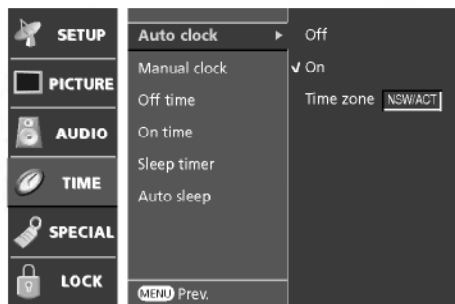 SETUP
PICTURE
AUDIO
TIME
SPECIAL
LOCK
Auto clock
Manual clock
Off time
On time
Sleep timer
Auto sleep
MENU Prev.
Off
On
Time zone NSW/ACT